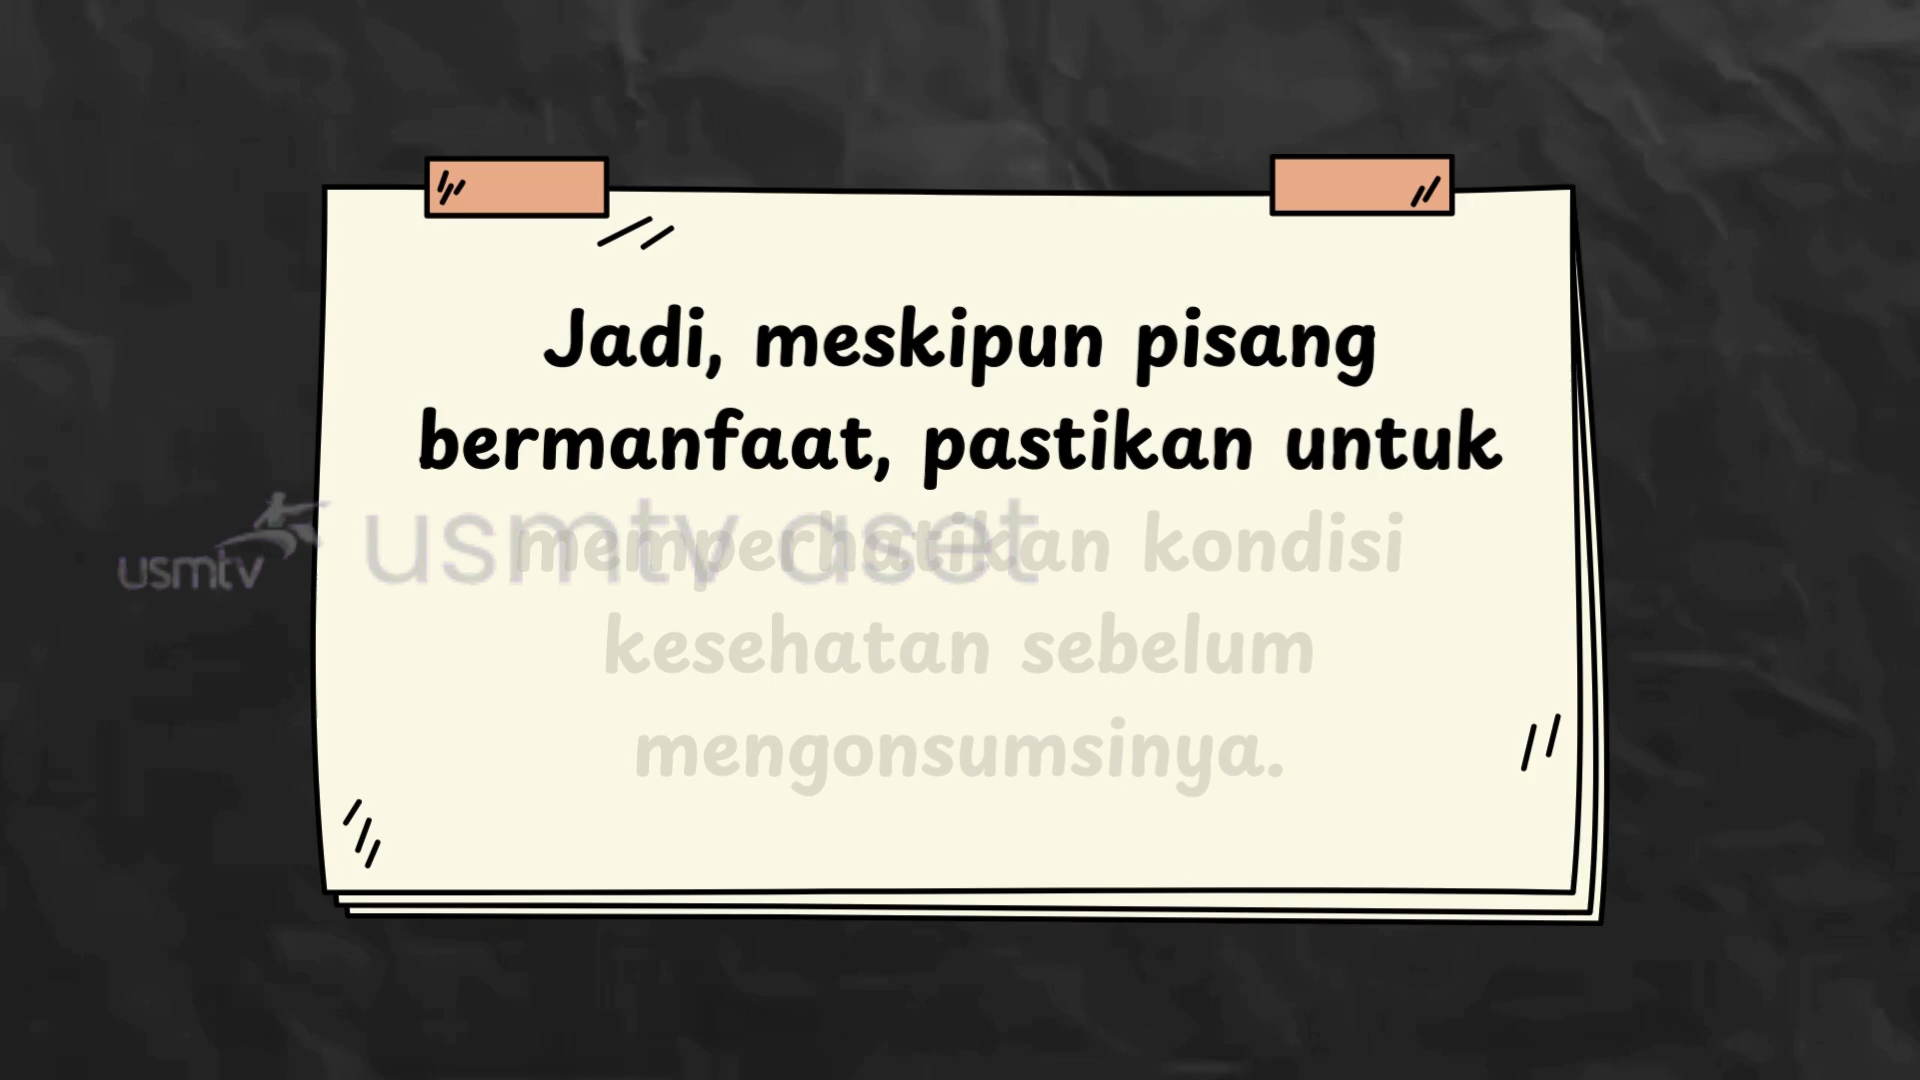 Jadi, meskipun pisang
bermanfaat, pastikan untuk
memperhatikan kondisi
kesehatan sebelum
mengonsumsinya.
usmtv
usmtv aset